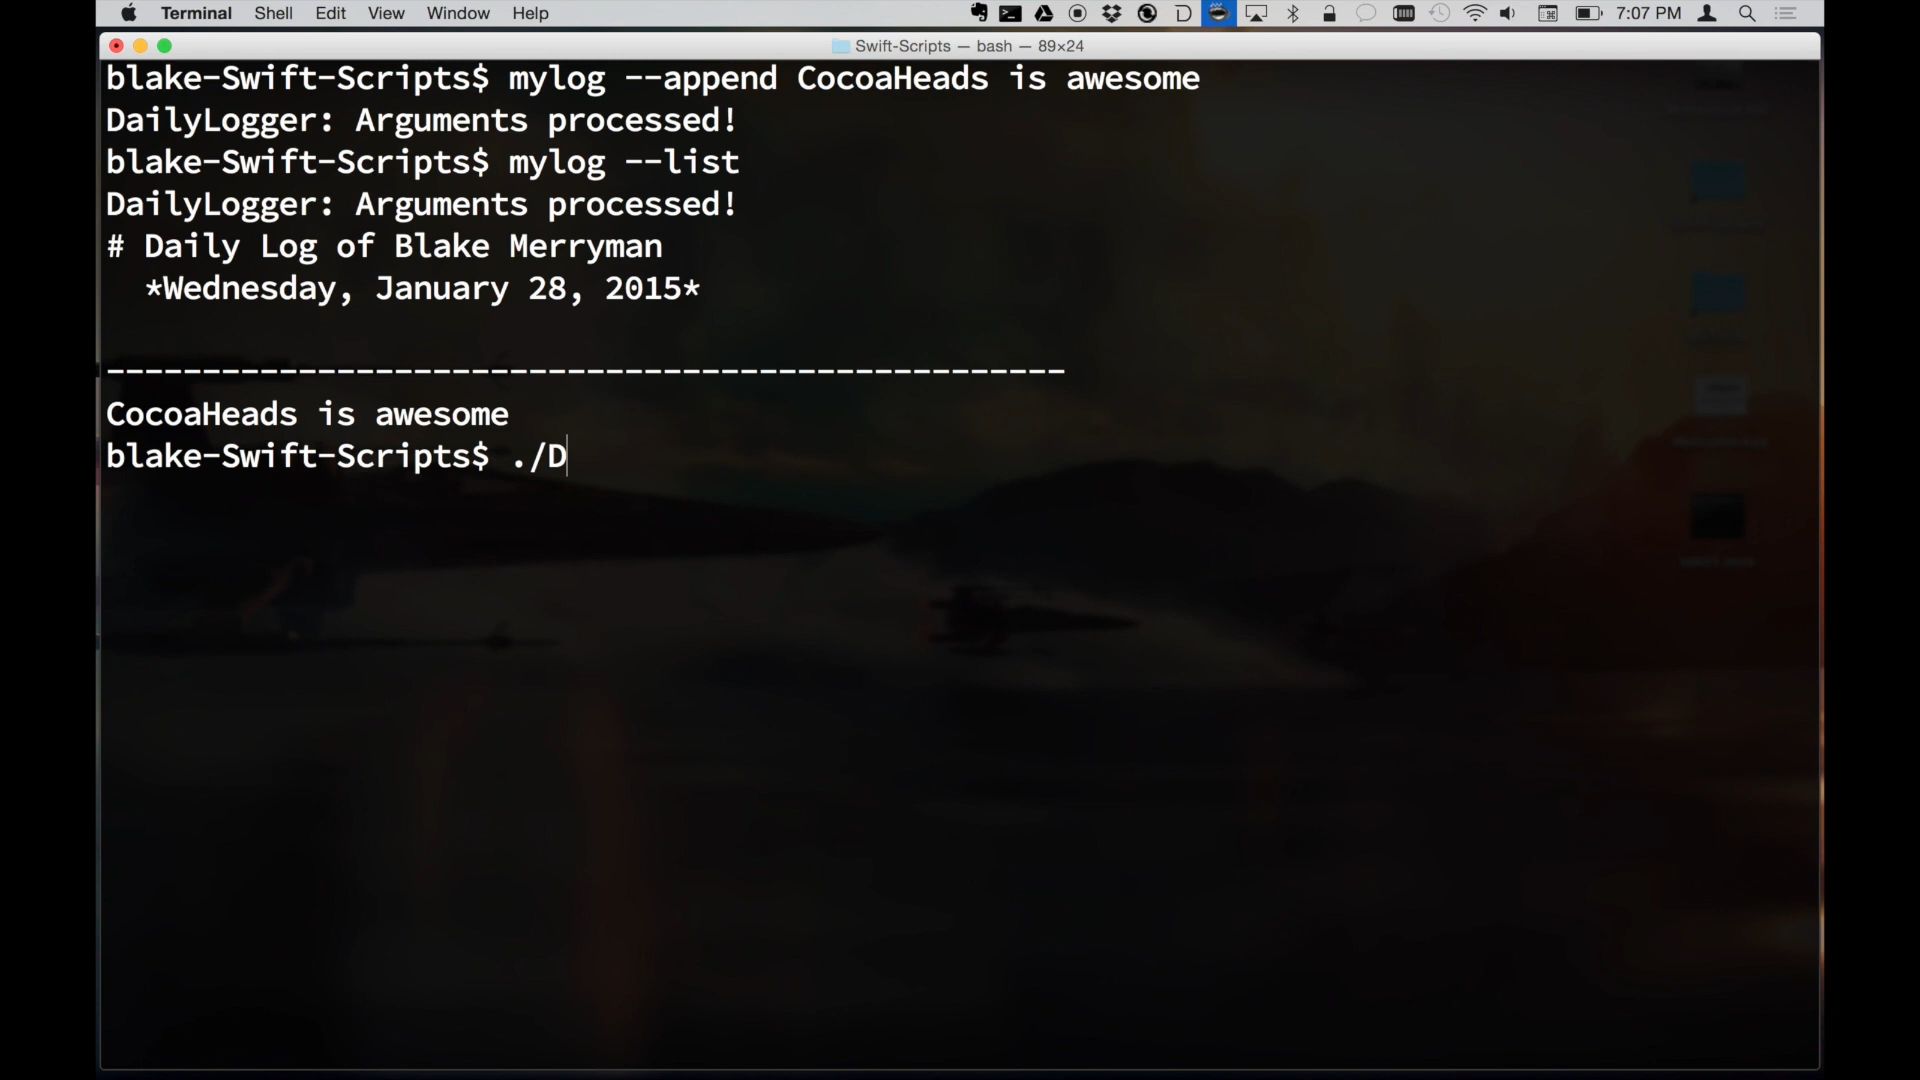 Terminal Shell Edit View Window Help 7:07 PM
Swift-Scripts — bash — 89×24
blake-Swift-Scripts$ mylog --append CocoaHeads is awesome
DailyLogger: Arguments processed!
blake-Swift-Scripts$ mylog --list
DailyLogger: Arguments processed!
# Daily Log of Blake Merryman
*Wednesday, January 28, 2015*
--------------------------------------------------
CocoaHeads is awesome
blake-Swift-Scripts$ ./D